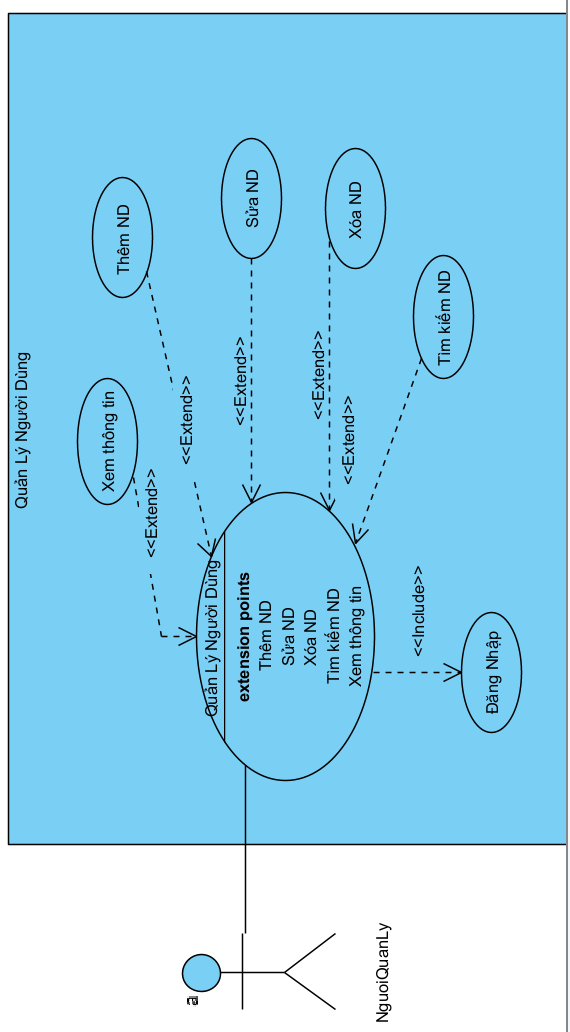 Quản Lý Người Dùng
Xem thông tin
Thêm ND
Sửa ND
Xóa ND
Tìm kiếm ND
<<Extend>>
<<Extend>>
<<Extend>>
<<Extend>>
<<Extend>>
Quản Lý Người Dùng
extension points
Thêm ND
Sửa ND
Xóa ND
Tìm kiếm ND
Xem thông tin
<<Include>>
Đăng Nhập
NguoiQuanLy